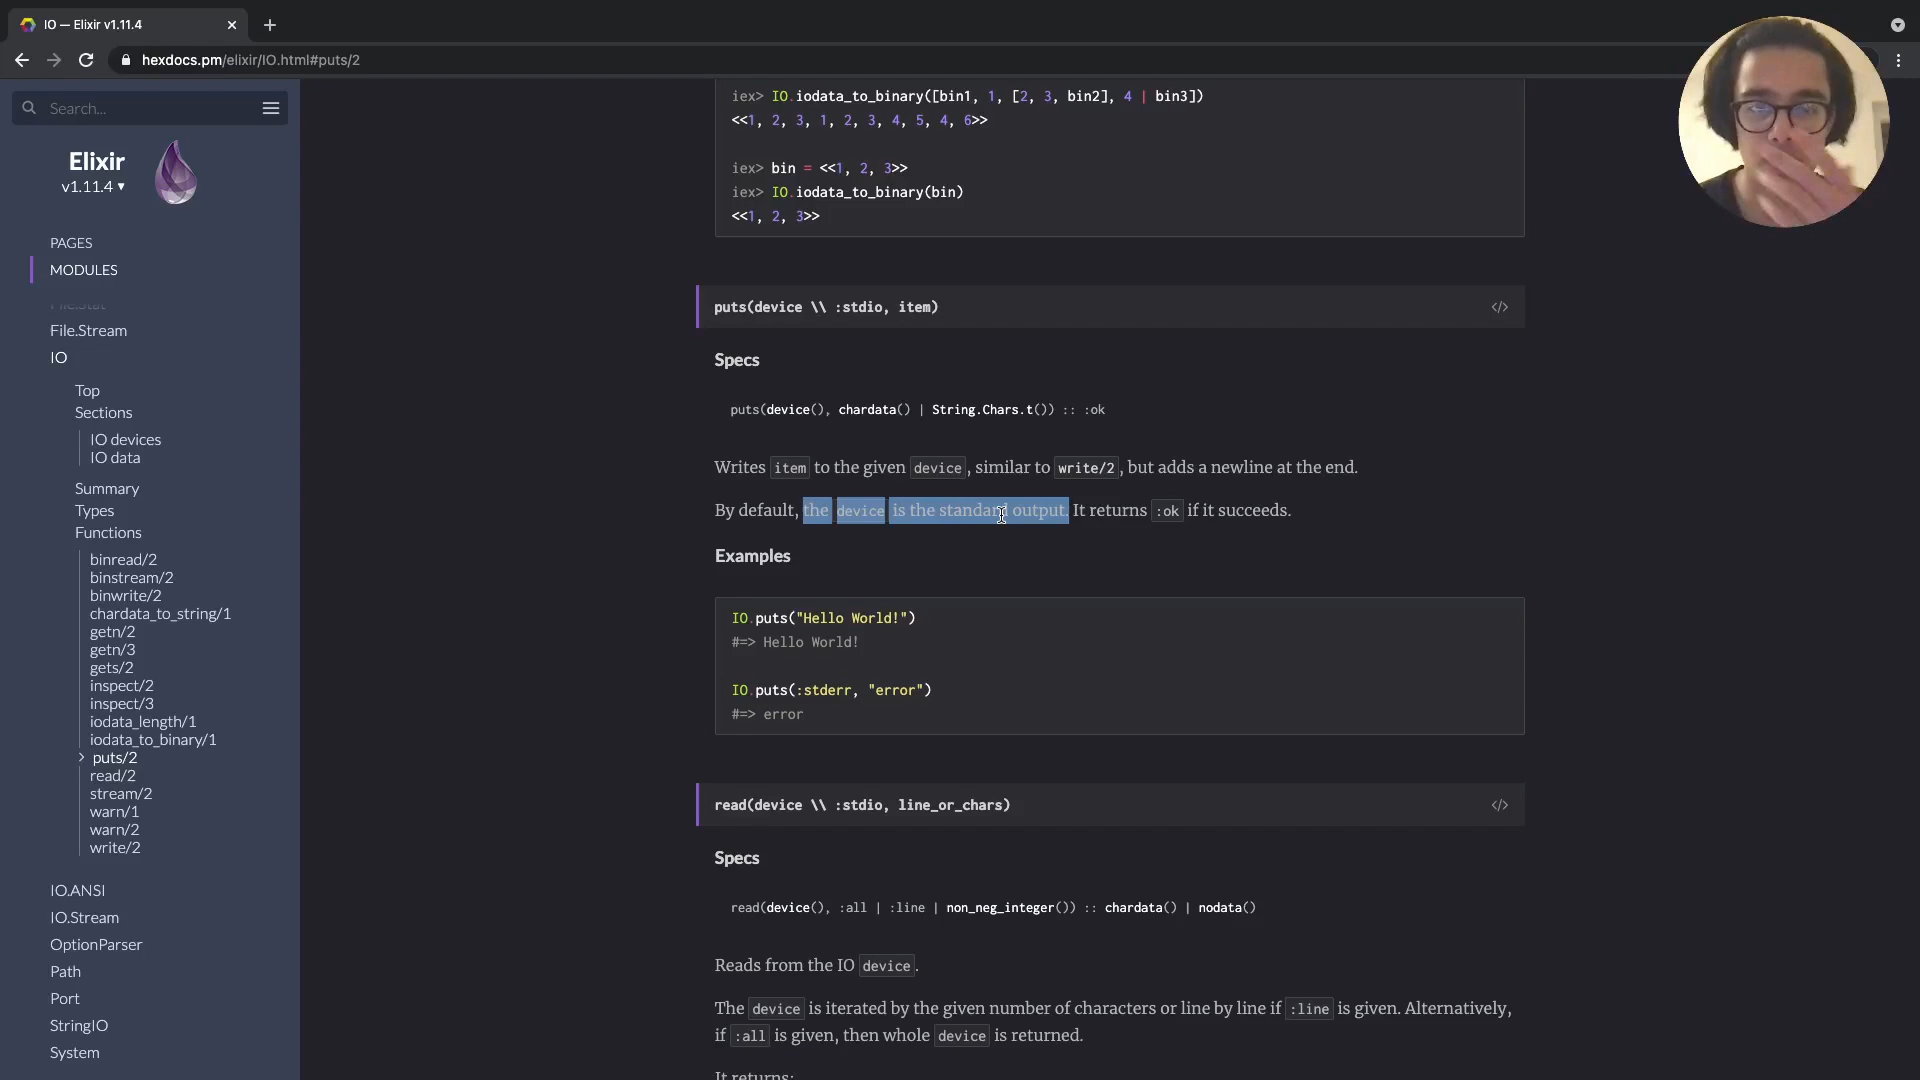 IO — Elixir v1.11.4
hexdocs.pm/elixir/IO.html#puts/2
Search...
Elixir
v1.11.4
PAGES
MODULES
File.Stat
File.Stream
IO
Top
Sections
IO devices
IO data
Summary
Types
Functions
binread/2
binstream/2
binwrite/2
chardata_to_string/1
getn/2
getn/3
gets/2
inspect/2
inspect/3
iodata_length/1
iodata_to_binary/1
puts/2
read/2
stream/2
warn/1
warn/2
write/2
IO.ANSI
IO.Stream
OptionParser
Path
Port
StringIO
System
iex> IO.iodata_to_binary([bin1, 1, [2, 3, bin2], 4 | bin3])
<<1, 2, 3, 1, 2, 3, 4, 5, 4, 6>>
iex> bin = <<1, 2, 3>>
iex> IO.iodata_to_binary(bin)
<<1, 2, 3>>
puts(device \\ :stdio, item) </>
Specs
puts(device(), chardata() | String.Chars.t()) :: :ok
Writes item to the given device, similar to write/2, but adds a newline at the end.
By default, the device is the standard output. It returns :ok if it succeeds.
Examples
IO.puts("Hello World!")
#=> Hello World!
IO.puts(:stderr, "error")
#=> error
read(device \\ :stdio, line_or_chars) </>
Specs
read(device(), :all | :line | non_neg_integer()) :: chardata() | nodata()
Reads from the IO device.
The device is iterated by the given number of characters or line by line if :line is given. Alternatively,
if :all is given, then whole device is returned.
It returns: